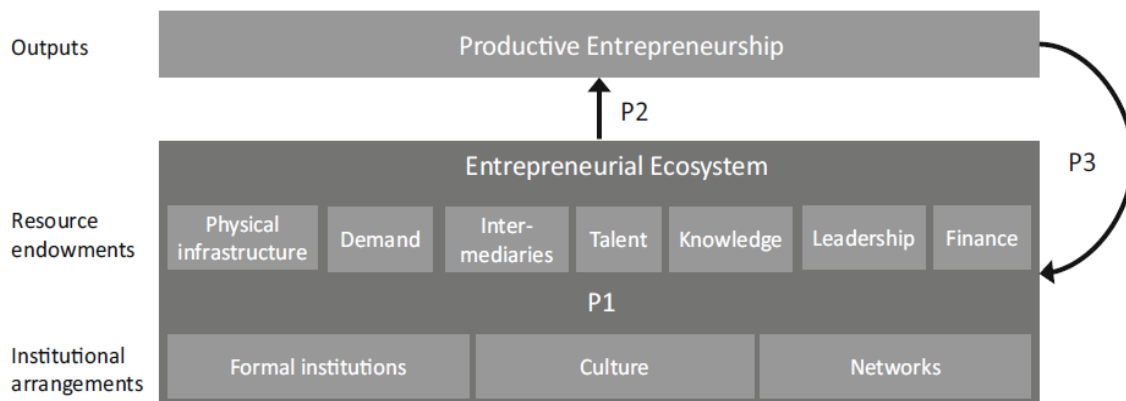 Outputs
Productive Entrepreneurship
P2
P3
Entrepreneurial Ecosystem
Resource
endowments
Physical
infrastructure
Demand
Inter-
mediaries
Talent
Knowledge
Leadership
Finance
P1
Institutional
arrangements
Formal institutions
Culture
Networks